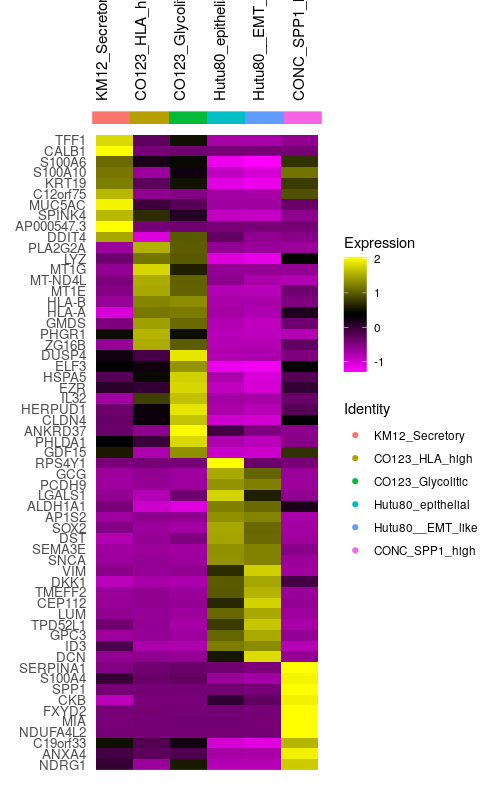 KM12_Secretor
CO123_HLA_h
CO123_Glycoliti
Hutu80_epithelia
Hutu80__EMT_
CONC_SPP1_
TFF1
CALB1
S100A6
S100A10
KRT19
C12orf75
MUC5AC
SPINK4
AP000547.3
DDIT4
PLA2G2A
LYZ
MT1G
MT-ND4L
MT1E
HLA-B
HLA-A
GMDS
PHGR1
ZG16B
DUSP4
ELF3
HSPA5
EZR
IL32
HERPUD1
CLDN4
ANKRD37
PHLDA1
GDF15
RPS4Y1
GCG
PCDH9
LGALS1
ALDH1A1
AP1S2
SOX2
DST
SEMA3E
SNCA
VIM
DKK1
TMEFF2
CEP112
LUM
TPD52L1
GPC3
ID3
DCN
SERPINA1
S100A4
SPP1
CKB
FXYD2
MIA
NDUFA4L2
C19orf33
ANXA4
NDRG1
Expression
2
1
0
-1
Identity
KM12_Secretory
CO123_HLA_high
CO123_Glycolitic
Hutu80_epithelial
Hutu80__EMT_like
CONC_SPP1_high